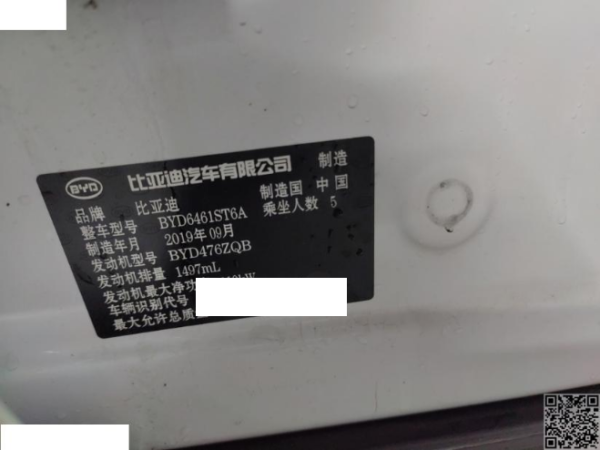 BYD 比亚迪汽车有限公司 制造
品牌 比亚迪 制造国 中国
整车型号 BYD6461ST6A 乘坐人数 5
制造年月 2019年09月
发动机型号 BYD476ZQB
发动机排量 1497mL
发动机最大净功
车辆识别代号
最大允许总质量